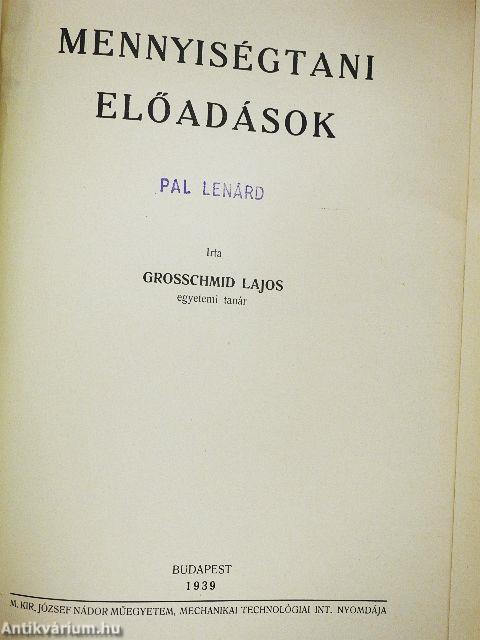 MENNYISÉGTANI
ELŐADÁSOK
PAL LENÁRD
Irta
GROSSCHMID LAJOS
egyetemi tanár
BUDAPEST
1939
M. KIR. JÓZSEF NÁDOR MŰEGYETEM, MECHANIKAI TECHNOLÓGIAI INT. NYOMDÁJA
Antikvárium.hu